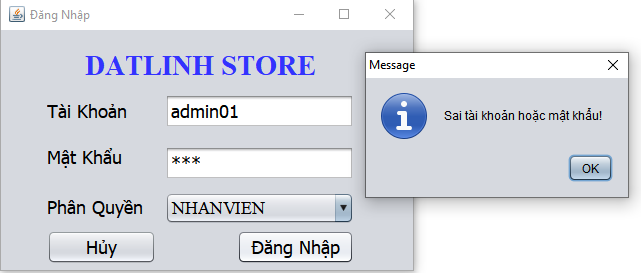 Đăng Nhập
DATLINH STORE
Tài Khoản
admin01
Mật Khẩu
***
Phân Quyền
NHANVIEN
Hủy
Đăng Nhập
Message
Sai tài khoản hoặc mật khẩu!
OK